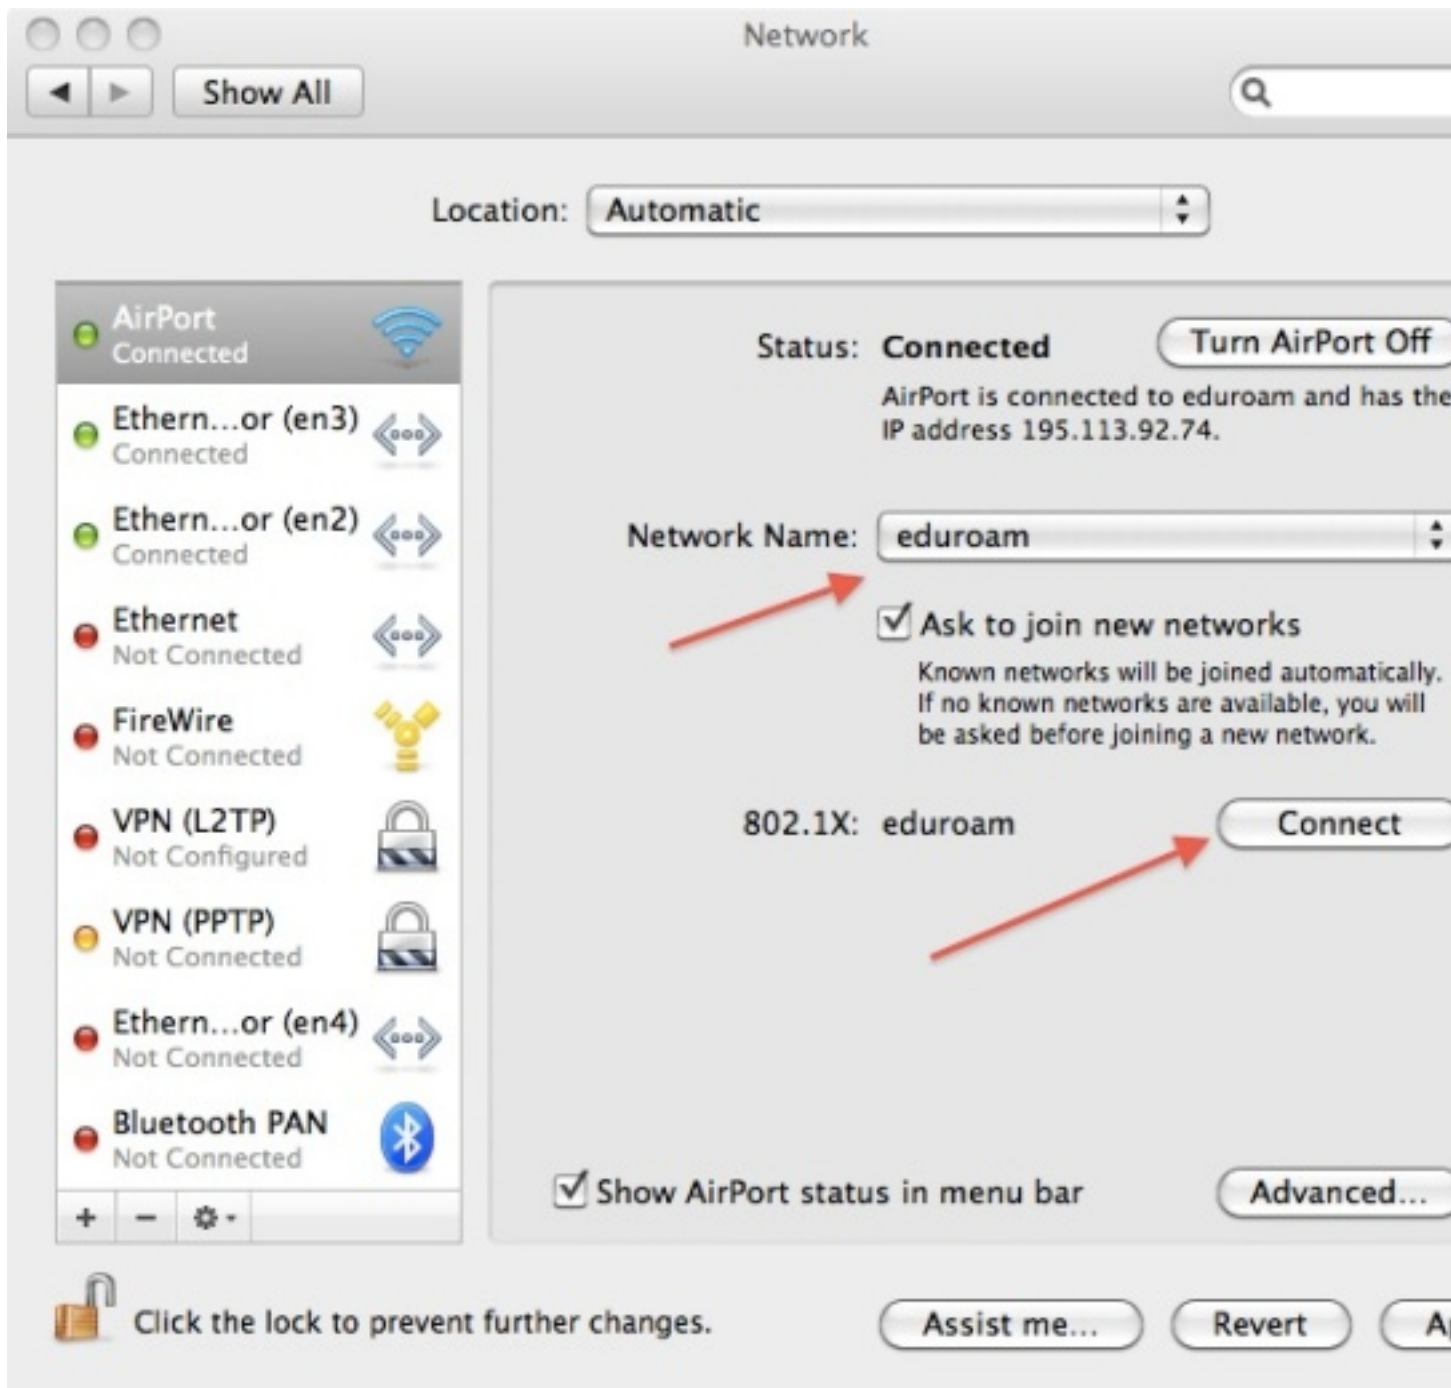 Network
Show All
Location: Automatic
AirPort
Connected
Ethern...or (en3)
Connected
Ethern...or (en2)
Connected
Ethernet
Not Connected
FireWire
Not Connected
VPN (L2TP)
Not Configured
VPN (PPTP)
Not Connected
Ethern...or (en4)
Not Connected
Bluetooth PAN
Not Connected
Status: Connected
Turn AirPort Off
AirPort is connected to eduroam and has the
IP address 195.113.92.74.
Network Name: eduroam
Ask to join new networks
Known networks will be joined automatically.
If no known networks are available, you will
be asked before joining a new network.
802.1X: eduroam
Connect
Show AirPort status in menu bar
Advanced...
Click the lock to prevent further changes.
Assist me...
Revert